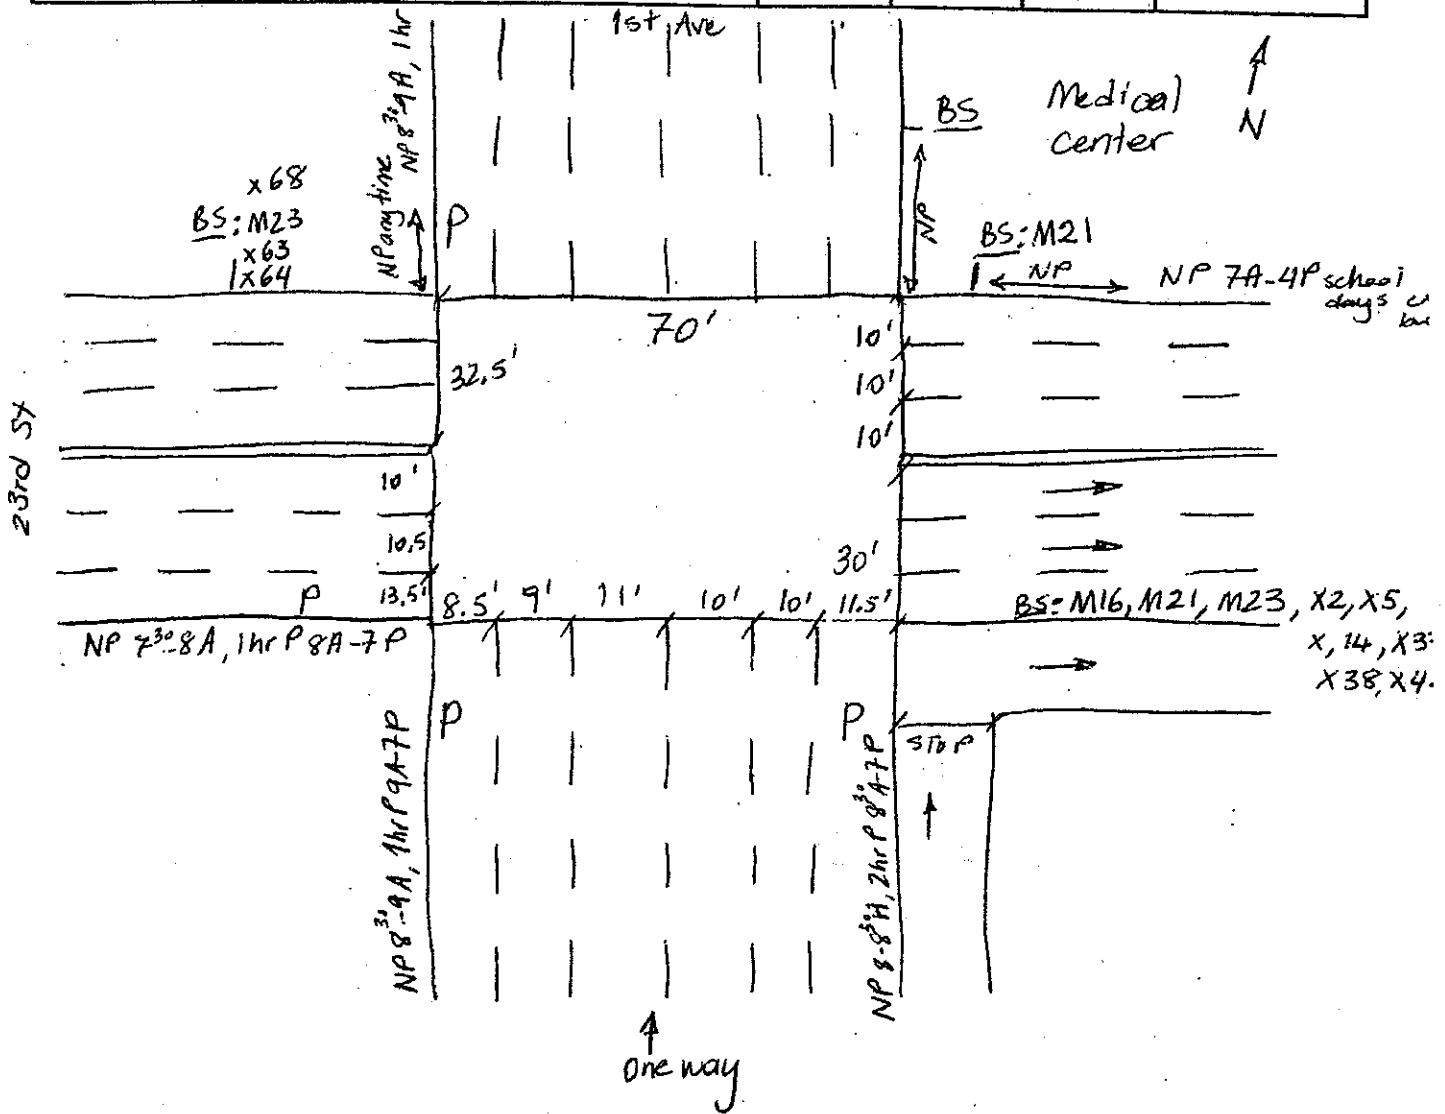 1st Ave
NP 8³⁰-9A, 1hr
NP anytime
P
BS
NP
Medical
center
N
x68
BS: M23
x63
x64
BS: M21
NP
NP 7A-4P school
days
70'
32.5'
10'
10'
10'
23rd St
10'
10.5
13.5'
P
30'
8.5'
9'
11'
10'
10'
11.5'
NP 7³⁰-8A, 1hr P 8A-7P
BS: M16, M21, M23, X2, X5,
X, 14, X3
X38, X4
P
P
STOP
NP 8³⁰-9A, 1hr P 9A-7P
NP 8-8³⁰A, 2hr P 8³⁰A-7P
one way